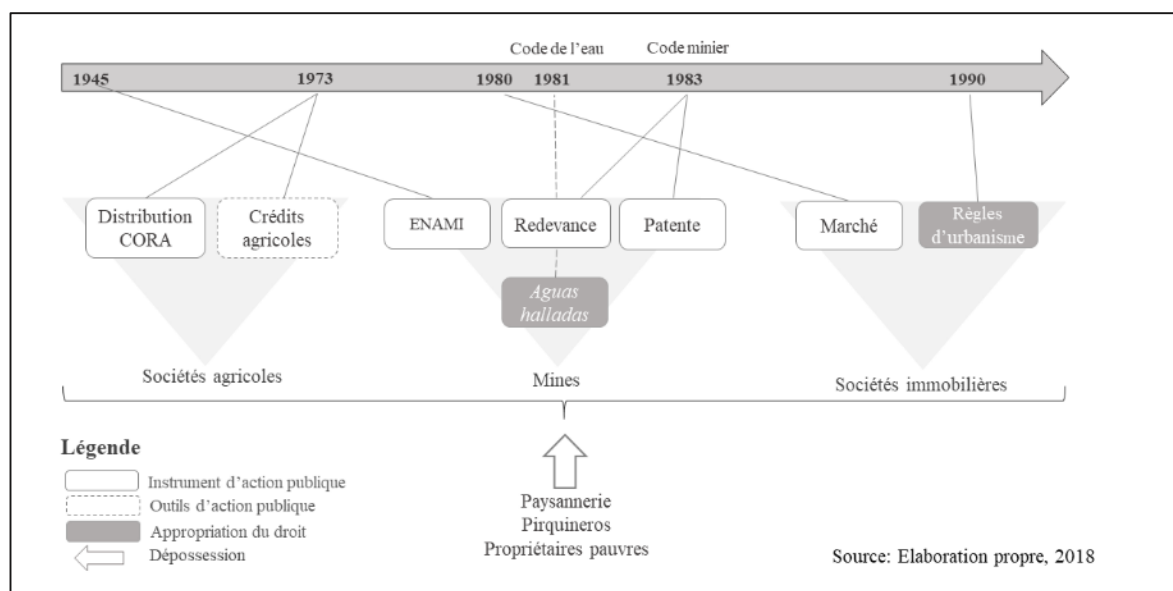 Code de l'eau
Code minier
1945
1973
1980
1981
1983
1990
Distribution
CORA
Crédits
agricoles
ENAMI
Redevance
Patente
Marché
Règles
d'urbanisme
Aguas
halladas
Sociétés agricoles
Mines
Sociétés immobilières
Légende
Instrument d'action publique
Outils d'action publique
Appropriation du droit
Dépossession
Paysannerie
Pirquineros
Propriétaires pauvres
Source: Elaboration propre, 2018